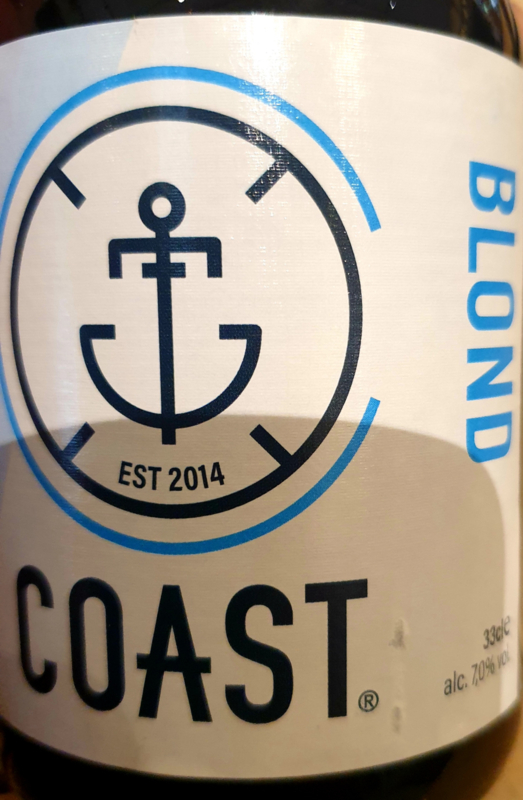 EST 2014
COAST®
BLOND
33cl℮
alc. 7,0% vol.